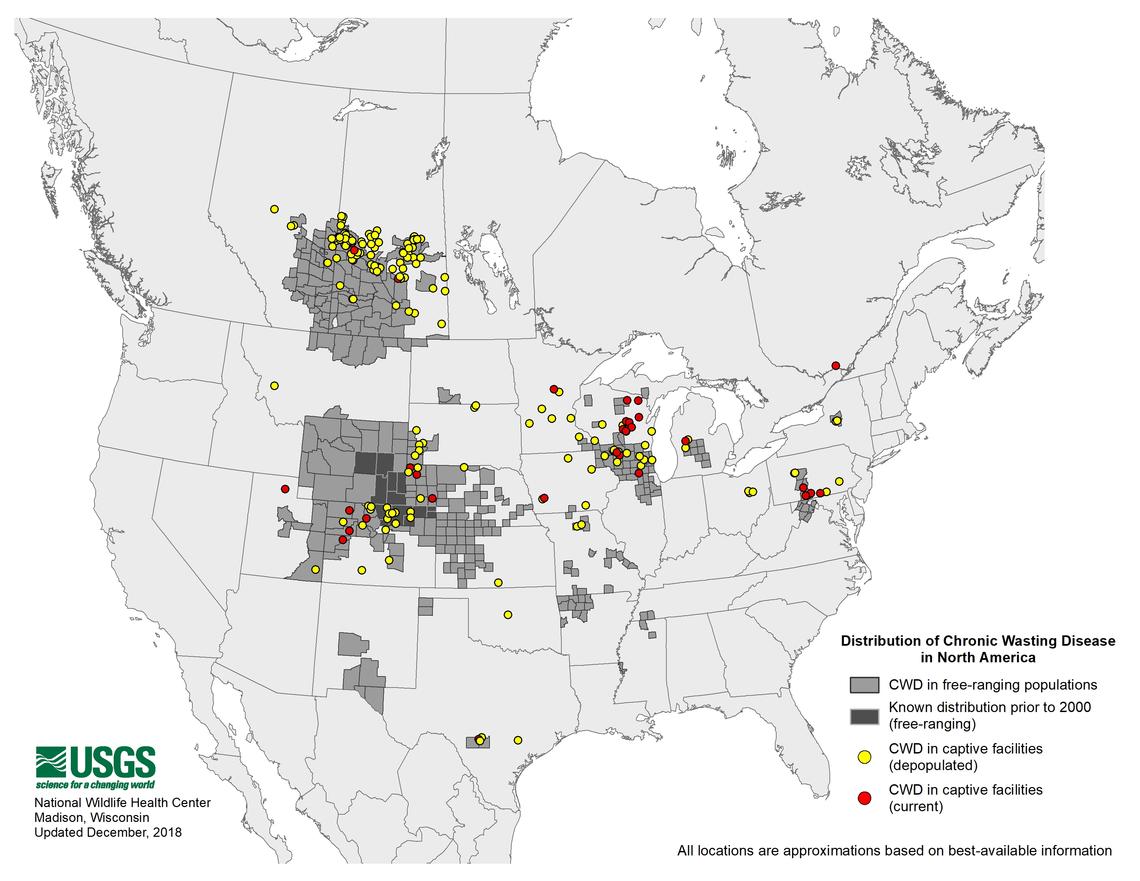 Distribution of Chronic Wasting Disease
in North America
CWD in free-ranging populations
Known distribution prior to 2000
(free-ranging)
CWD in captive facilities
(depopulated)
CWD in captive facilities
(current)
USGS
science for a changing world
National Wildlife Health Center
Madison, Wisconsin
Updated December, 2018
All locations are approximations based on best-available information